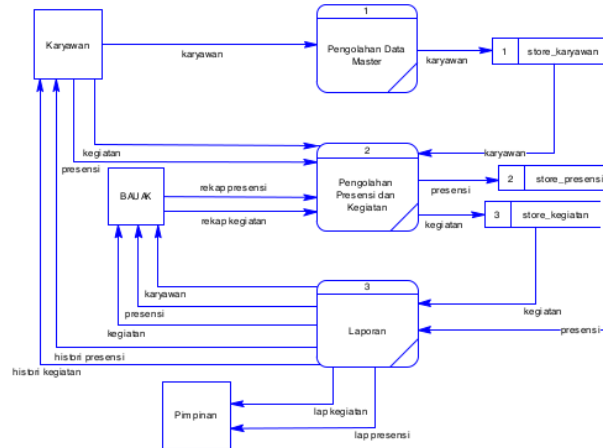 1
Karyawan
karyawan
Pengolahan Data
Master
karyawan
1 store_karyawan
kegiatan
presensi
2
karyawan
BAUAK
rekap presensi
rekap kegiatan
Pengolahan
Presensi dan
Kegiatan
presensi
2 store_presensi
kegiatan
3 store_kegiatan
3
karyawan
presensi
kegiatan
histori presensi
histori kegiatan
Laporan
kegiatan
presensi
Pimpinan
lap kegiatan
lap presensi